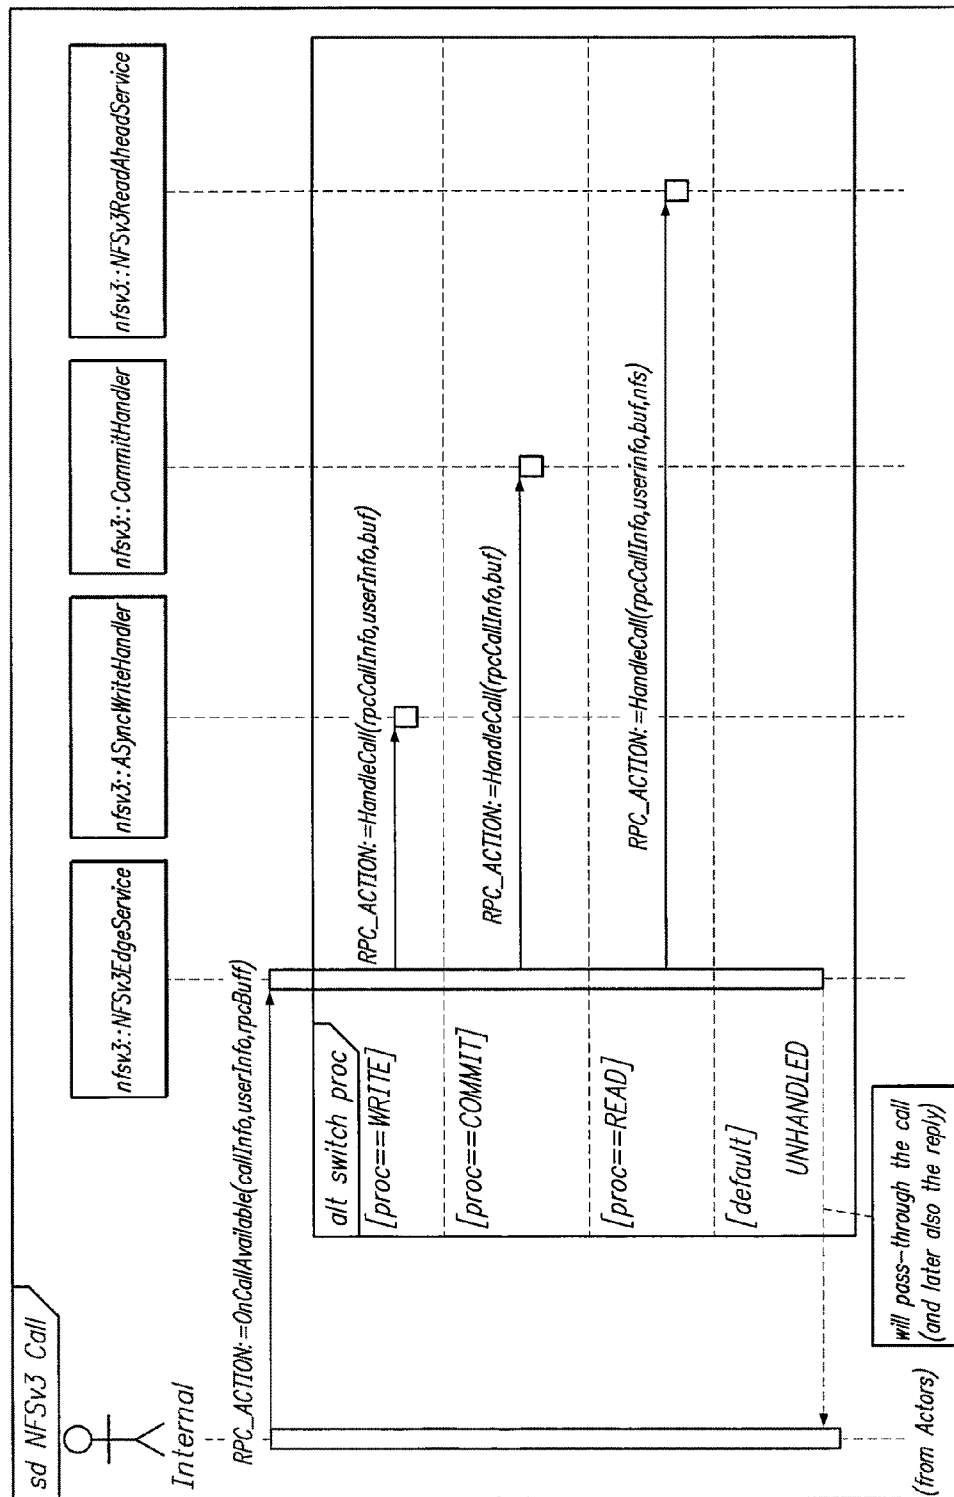 sd NFSv3 Call
Internal
nfsv3::NFSv3EdgeService
nfsv3::ASyncWriteHandler
nfsv3::CommitHandler
nfsv3::NFSv3ReadAheadService
RPC_ACTION:=OnCallAvailable(callInfo,userInfo,rpcBuff)
alt switch proc
[proc==WRITE]
RPC_ACTION:=HandleCall(rpcCallInfo,userInfo,buf)
[proc==COMMIT]
RPC_ACTION:=HandleCall(rpcCallInfo,buf)
[proc==READ]
RPC_ACTION:=HandleCall(rpcCallInfo,userinfo,buf,nfs)
[default]
UNHANDLED
will pass-through the call
(and later also the reply)
(from Actors)